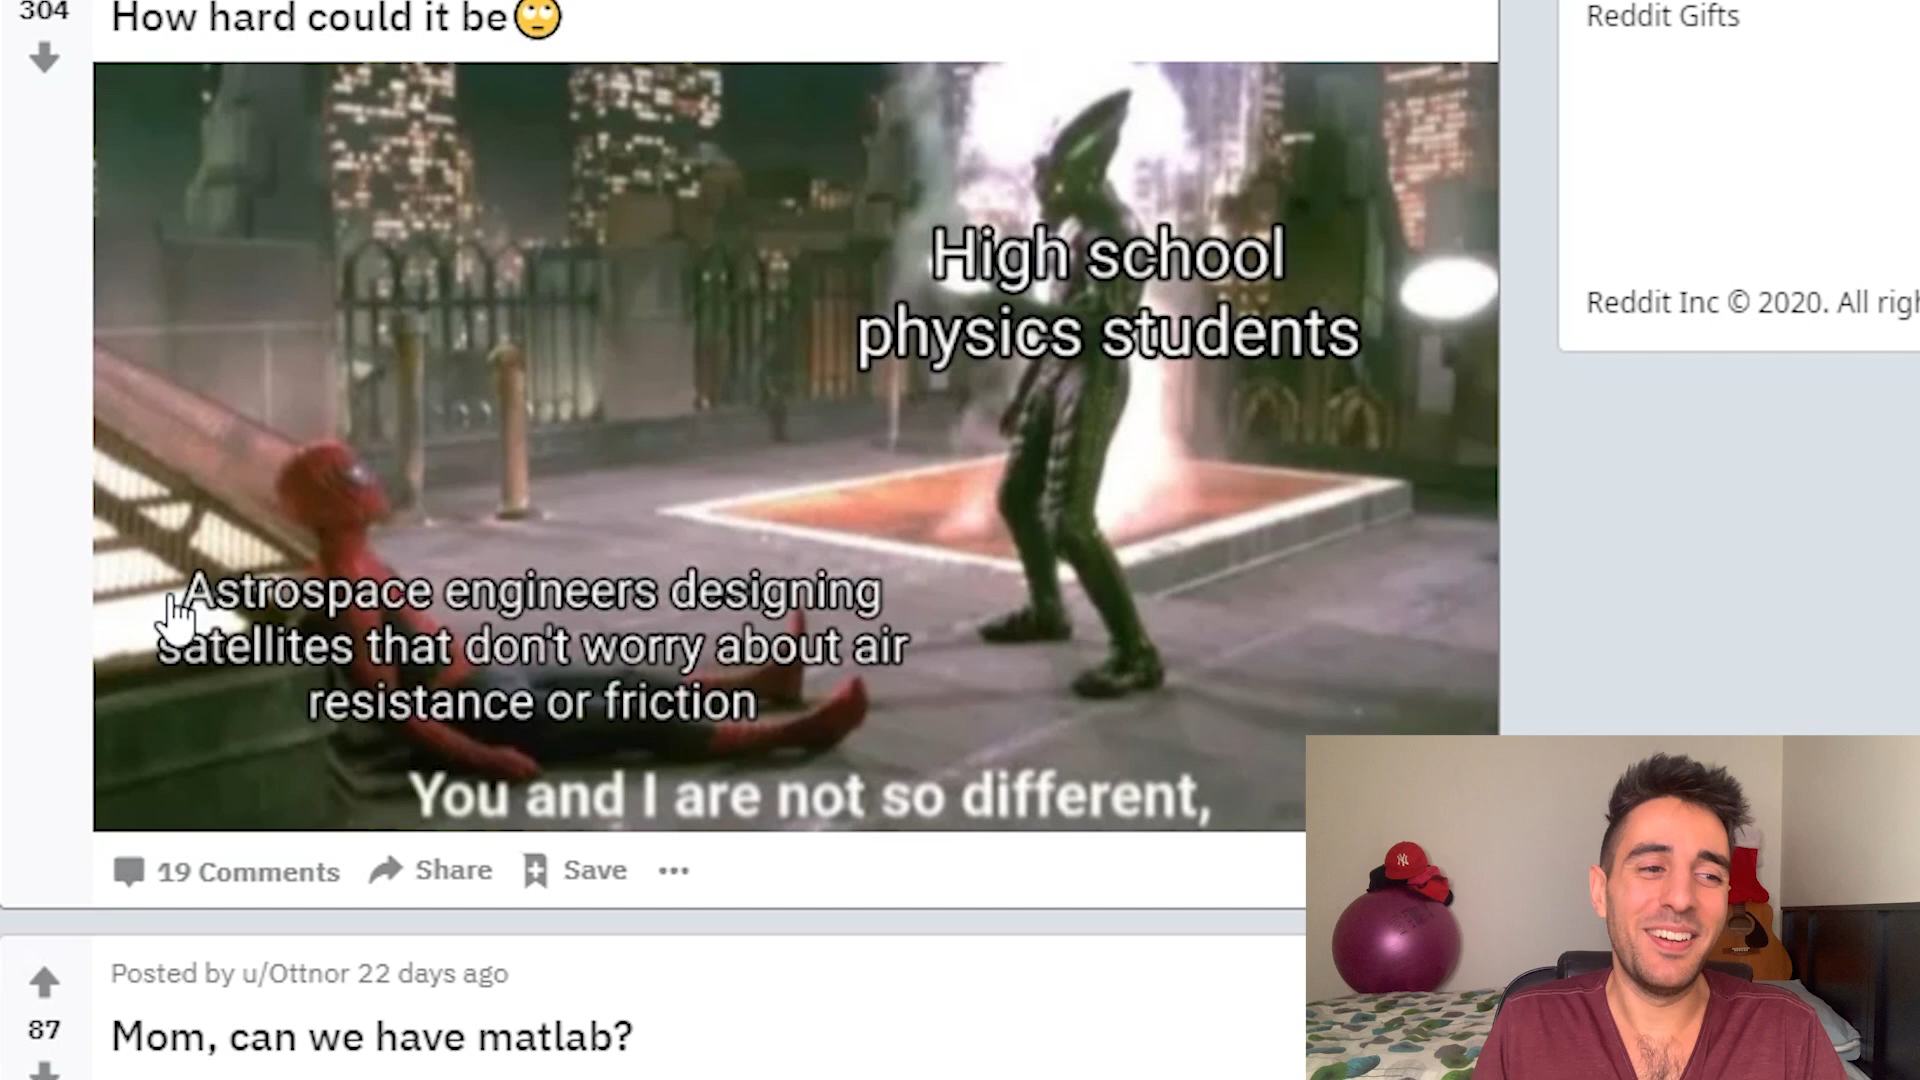 304
How hard could it be🙄
Reddit Gifts
High school
physics students
Reddit Inc © 2020. All righ
Astrospace engineers designing
satellites that don't worry about air
resistance or friction
You and I are not so different,
19 Comments Share Save ...
Posted by u/Ottnor 22 days ago
87
Mom, can we have matlab?
NY